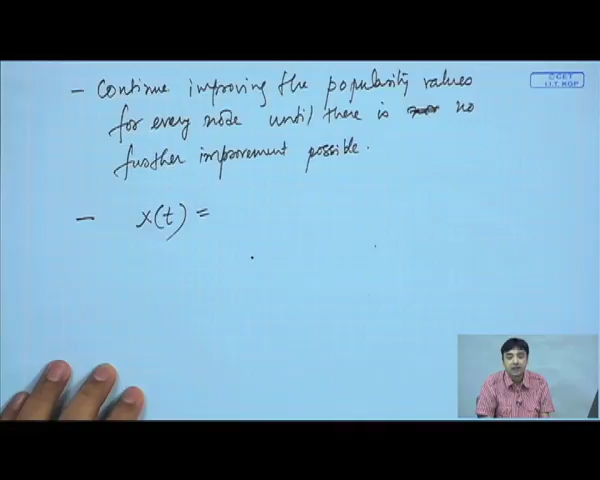 - Continue improving the popularity values
for every node until there is no
further improvement possible.
- x(t) =
© CET
I.I.T. KGP